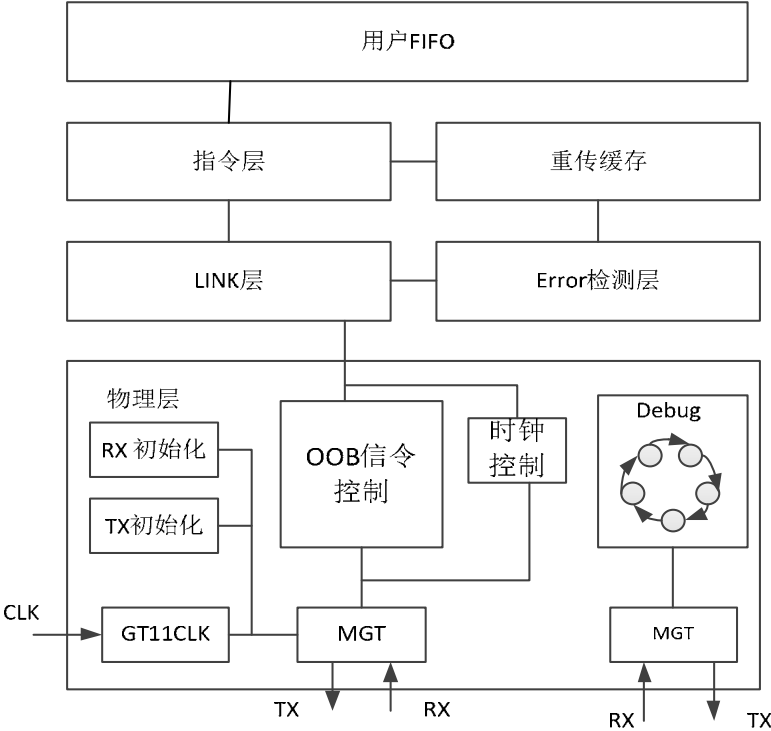 用户FIFO
指令层
重传缓存
LINK层
Error检测层
物理层
RX 初始化
TX初始化
OOB信令
控制
时钟
控制
Debug
CLK
GT11CLK
MGT
MGT
TX
RX
RX
TX